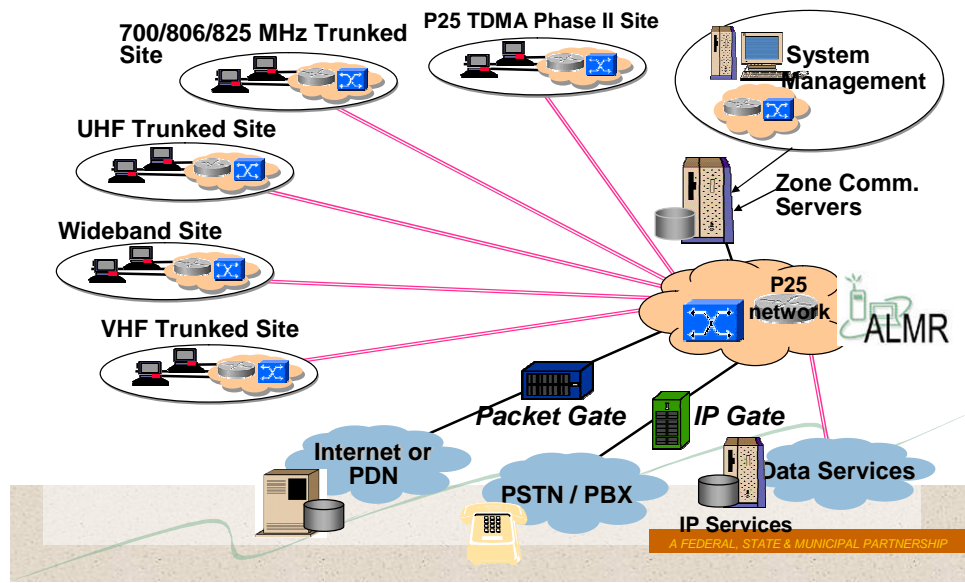 700/806/825 MHz Trunked
Site
P25 TDMA Phase II Site
System
Management
UHF Trunked Site
Zone Comm.
Servers
Wideband Site
P25
network
ALMR
VHF Trunked Site
Packet Gate
IP Gate
Internet or
PDN
Data Services
PSTN / PBX
IP Services
A FEDERAL, STATE & MUNICIPAL PARTNERSHIP